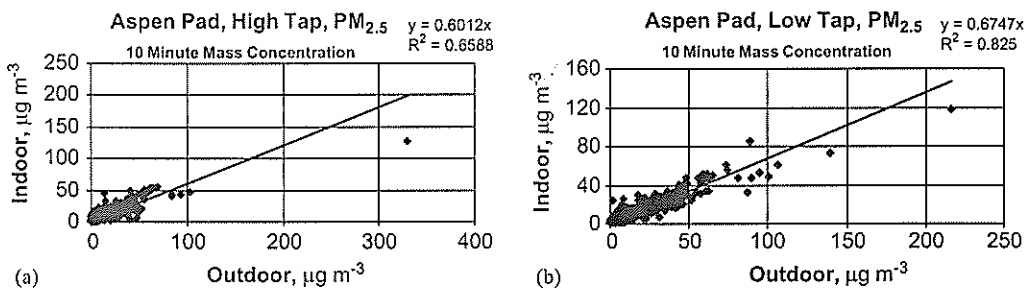 Aspen Pad, High Tap, PM2.5
y = 0.6012x
R² = 0.6588
10 Minute Mass Concentration
Indoor, µg m⁻³
250
200
150
100
50
0
0 100 200 300 400
Outdoor, µg m⁻³
(a)
Aspen Pad, Low Tap, PM2.5
y = 0.6747x
R² = 0.825
10 Minute Mass Concentration
Indoor, µg m⁻³
160
120
80
40
0
0 50 100 150 200 250
Outdoor, µg m⁻³
(b)